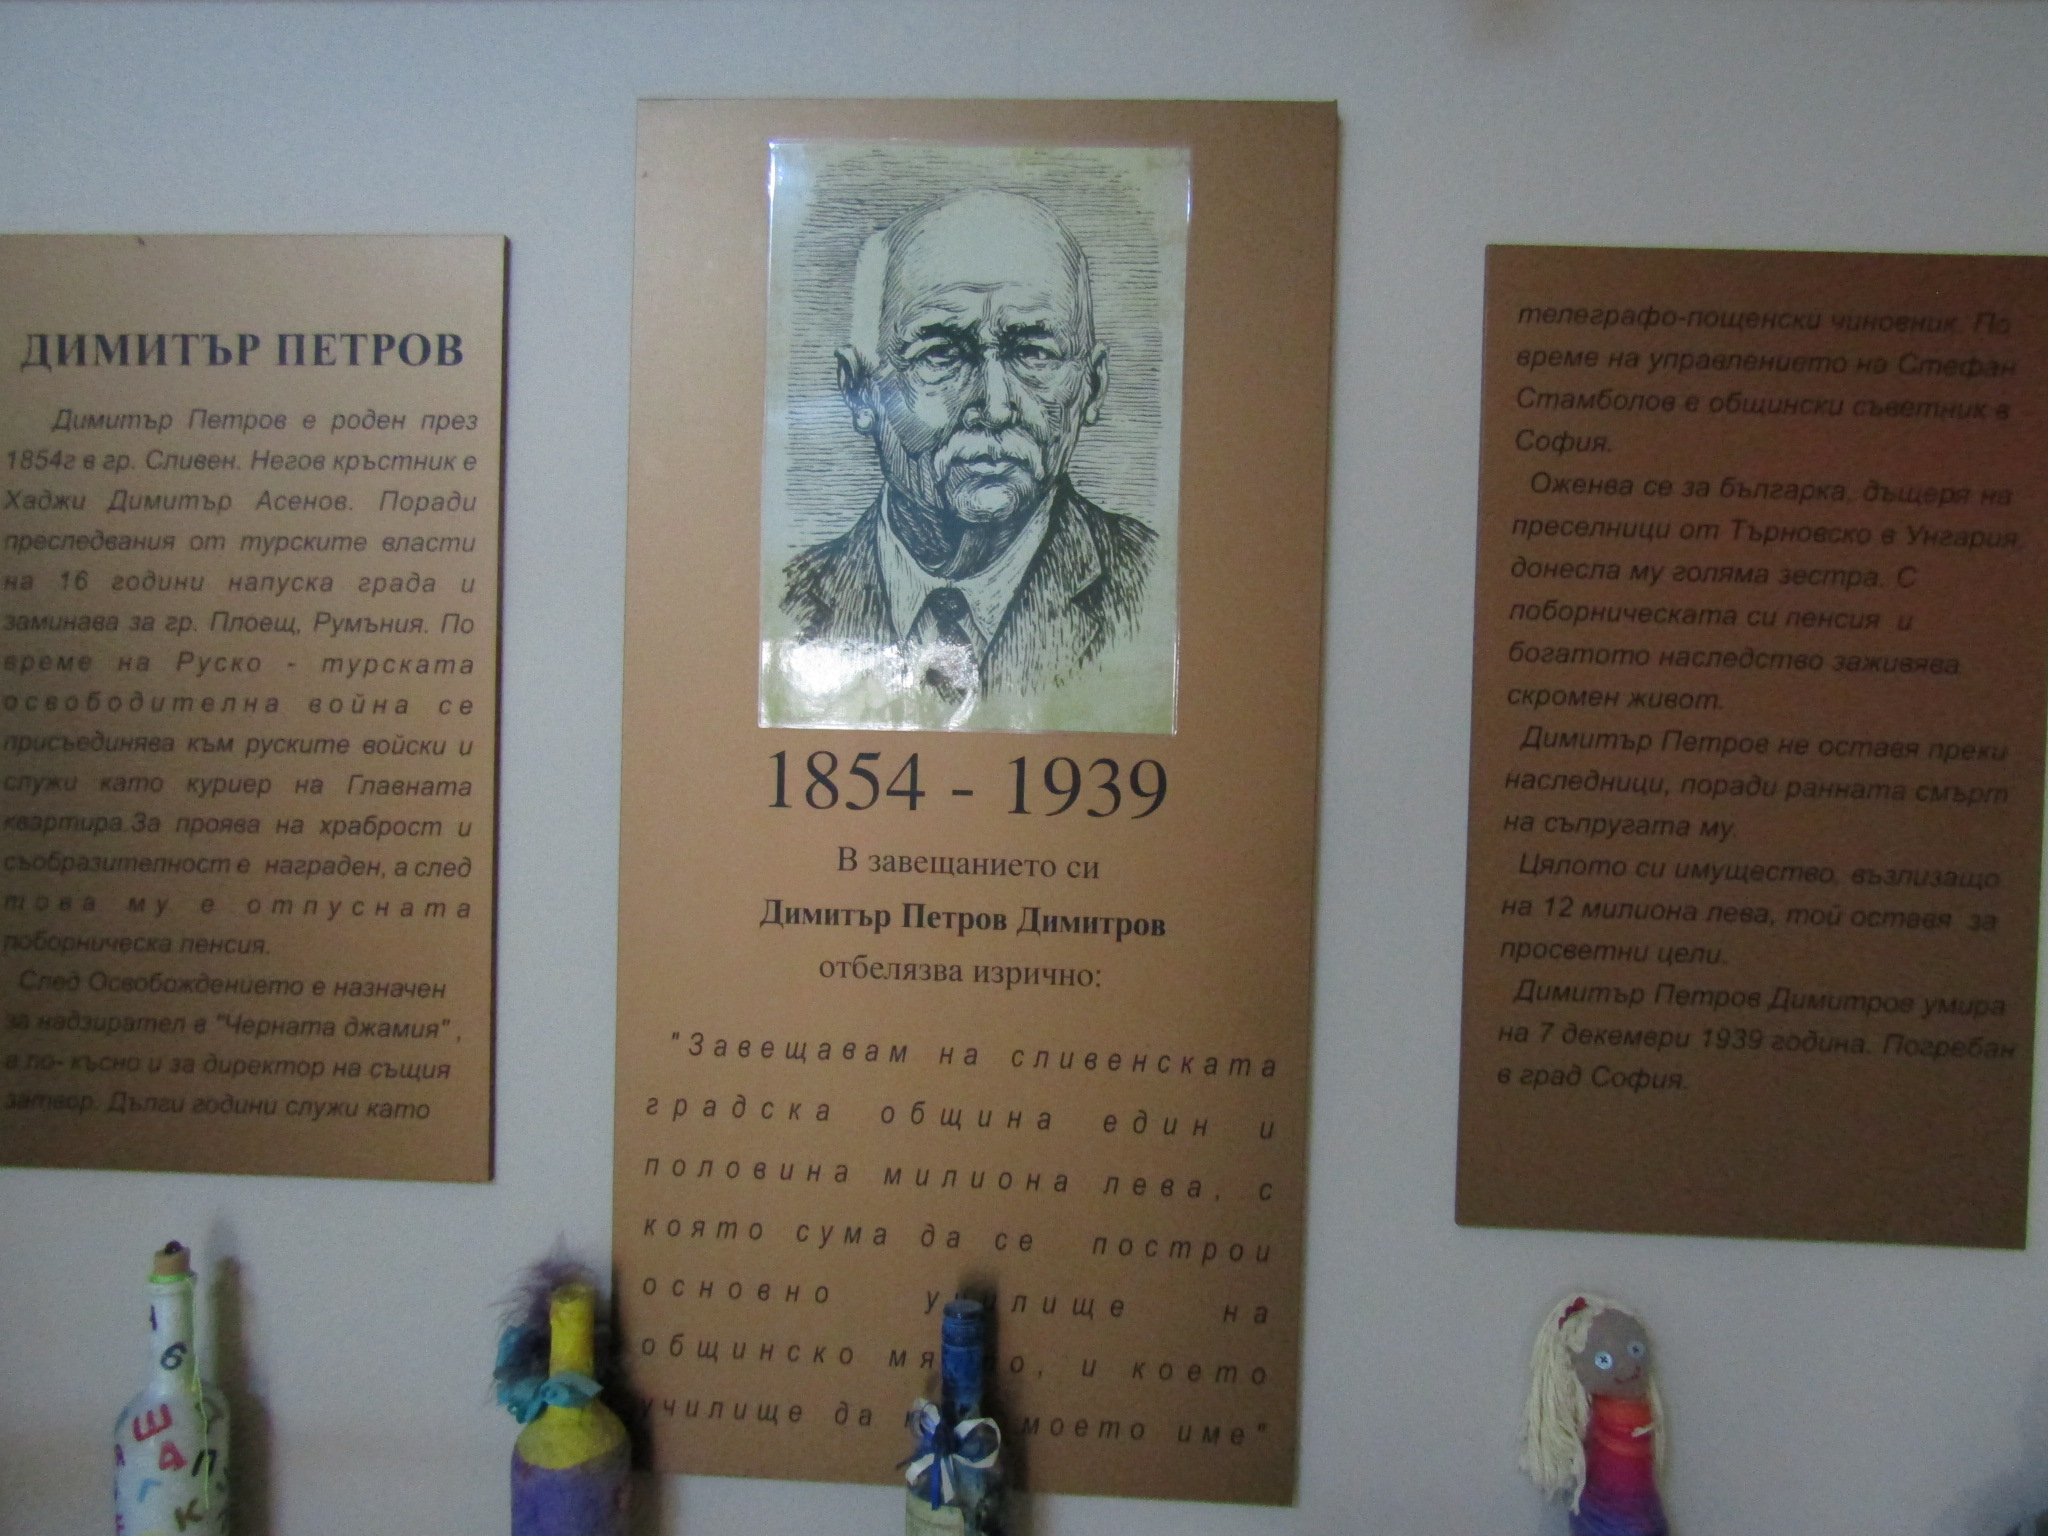 ДИМИТЪР ПЕТРОВ
Димитър Петров е роден през
1854г в гр. Сливен. Негов кръстник е
Хаджи Димитър Асенов. Поради
преследвания от турските власти
на 16 години напуска града и
заминава за гр. Плоещ, Румъния. По
време на Руско - турската
освободителна война се
присъединява към руските войски и
служи като куриер на Главната
квартира.За проява на храброст и
съобразителност е награден, а след
това му е отпусната
поборническа пенсия.
След Освобождението е назначен
за надзирател в "Черната джамия" ,
а по- късно и за директор на същия
затвор. Дълги години служи като
1854 - 1939
В завещанието си
Димитър Петров Димитров
отбелязва изрично:
"Завещавам на сливенската
градска община един и
половина милиона лева, с
която сума да се построи
основно училище на
общинско място, и което
училище да моето име"
телеграфо-пощенски чиновник. По
време на управлението на Стефан
Стамболов е общински съветник в
София.
Оженва се за българка, дъщеря на
преселници от Търновско в Унгария,
донесла му голяма зестра. С
поборническата си пенсия и
богатото наследство заживява
скромен живот.
Димитър Петров не оставя преки
наследници, поради ранната смърт
на съпругата му.
Цялото си имущество, възлизащо
на 12 милиона лева, той оставя за
просветни цели.
Димитър Петров Димитров умира
на 7 декември 1939 година. Погребан
в град София.
6
Ш
А П
Г
К